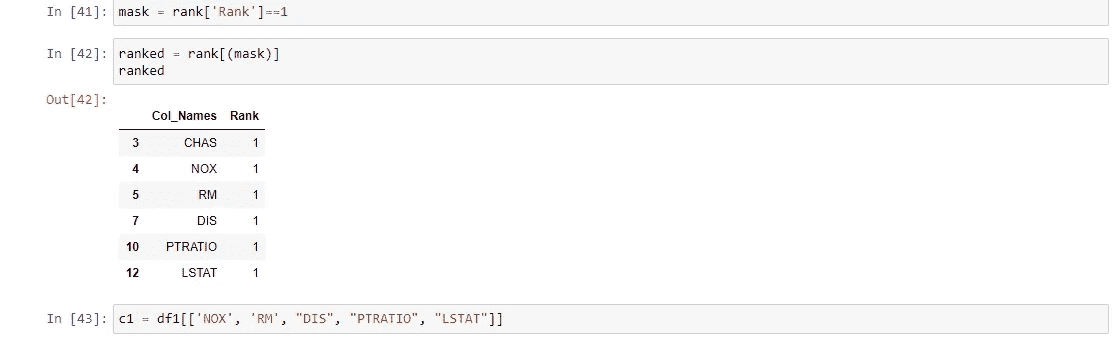 In [41]: mask = rank['Rank']==1
In [42]: ranked = rank[(mask)]
ranked
Out[42]:
Col_Names Rank
3 CHAS 1
4 NOX 1
5 RM 1
7 DIS 1
10 PTRATIO 1
12 LSTAT 1
In [43]: c1 = df1[['NOX', 'RM', "DIS", "PTRATIO", "LSTAT"]]